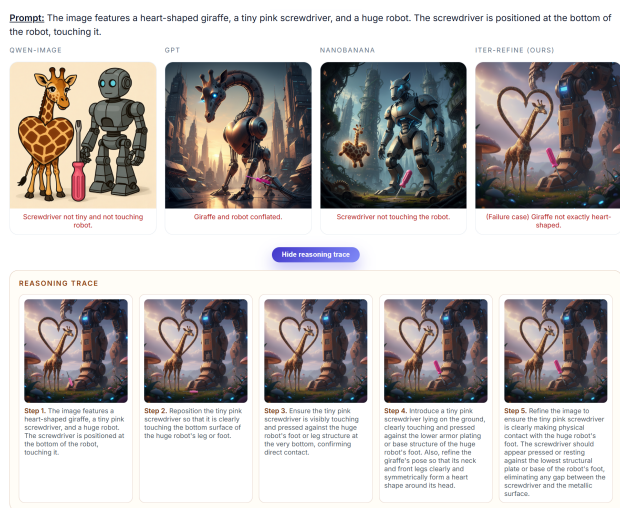 Prompt: The image features a heart-shaped giraffe, a tiny pink screwdriver, and a huge robot. The screwdriver is positioned at the bottom of
the robot, touching it.
QWEN-IMAGE
GPT
NANOBANANA
ITER-REFINE (OURS)
Screwdriver not tiny and not touching
robot.
Giraffe and robot conflated.
Screwdriver not touching the robot.
(Failure case) Giraffe not exactly heart-
shaped.
Hide reasoning trace
REASONING TRACE
Step 1. The image features a
heart-shaped giraffe, a tiny pink
screwdriver, and a huge robot.
The screwdriver is positioned at
the bottom of the robot,
touching it.
Step 2. Reposition the tiny pink
screwdriver so that it is clearly
touching the bottom surface of
the huge robot's leg or foot.
Step 3. Ensure the tiny pink
screwdriver is visibly touching
and pressed against the huge
robot's foot or leg structure at
the very bottom, confirming
direct contact.
Step 4. Introduce a tiny pink
screwdriver lying on the ground,
clearly touching and pressed
against the lower armor plating
or base structure of the huge
robot's foot. Also, refine the
giraffe's pose so that its neck
and front legs clearly and
symmetrically form a heart
shape around its head.
Step 5. Refine the image to
ensure the tiny pink screwdriver
is clearly making physical
contact with the huge robot's
foot. The screwdriver should
appear pressed or resting
against the lowest structural
plate or base of the robot's foot,
eliminating any gap between the
screwdriver and the metallic
surface.